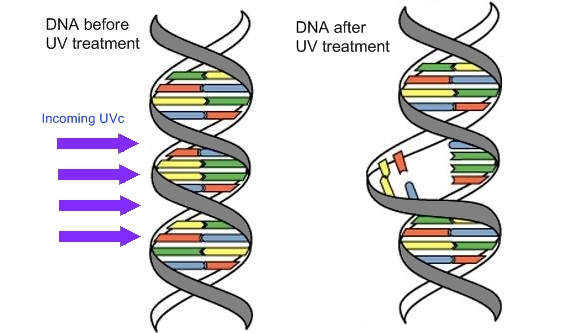 DNA before
UV treatment
DNA after
UV treatment
Incoming UVc